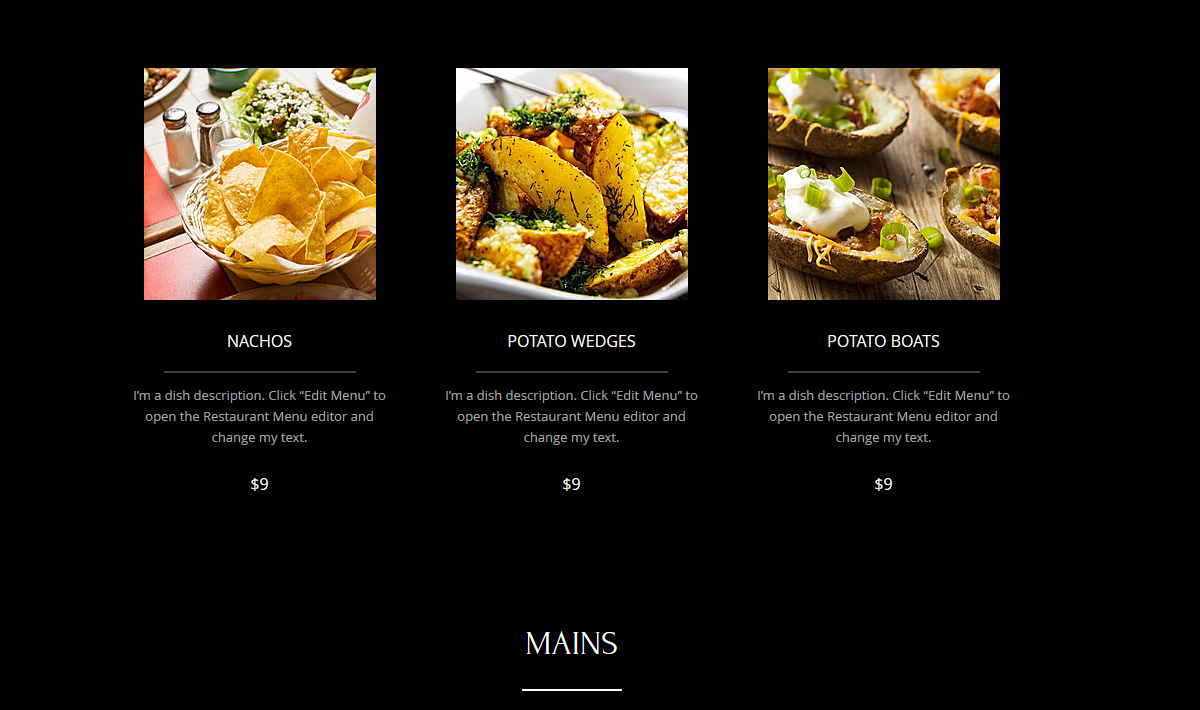 NACHOS
I’m a dish description. Click “Edit Menu” to
open the Restaurant Menu editor and
change my text.
$9
POTATO WEDGES
I’m a dish description. Click “Edit Menu” to
open the Restaurant Menu editor and
change my text.
$9
POTATO BOATS
I’m a dish description. Click “Edit Menu” to
open the Restaurant Menu editor and
change my text.
$9
MAINS